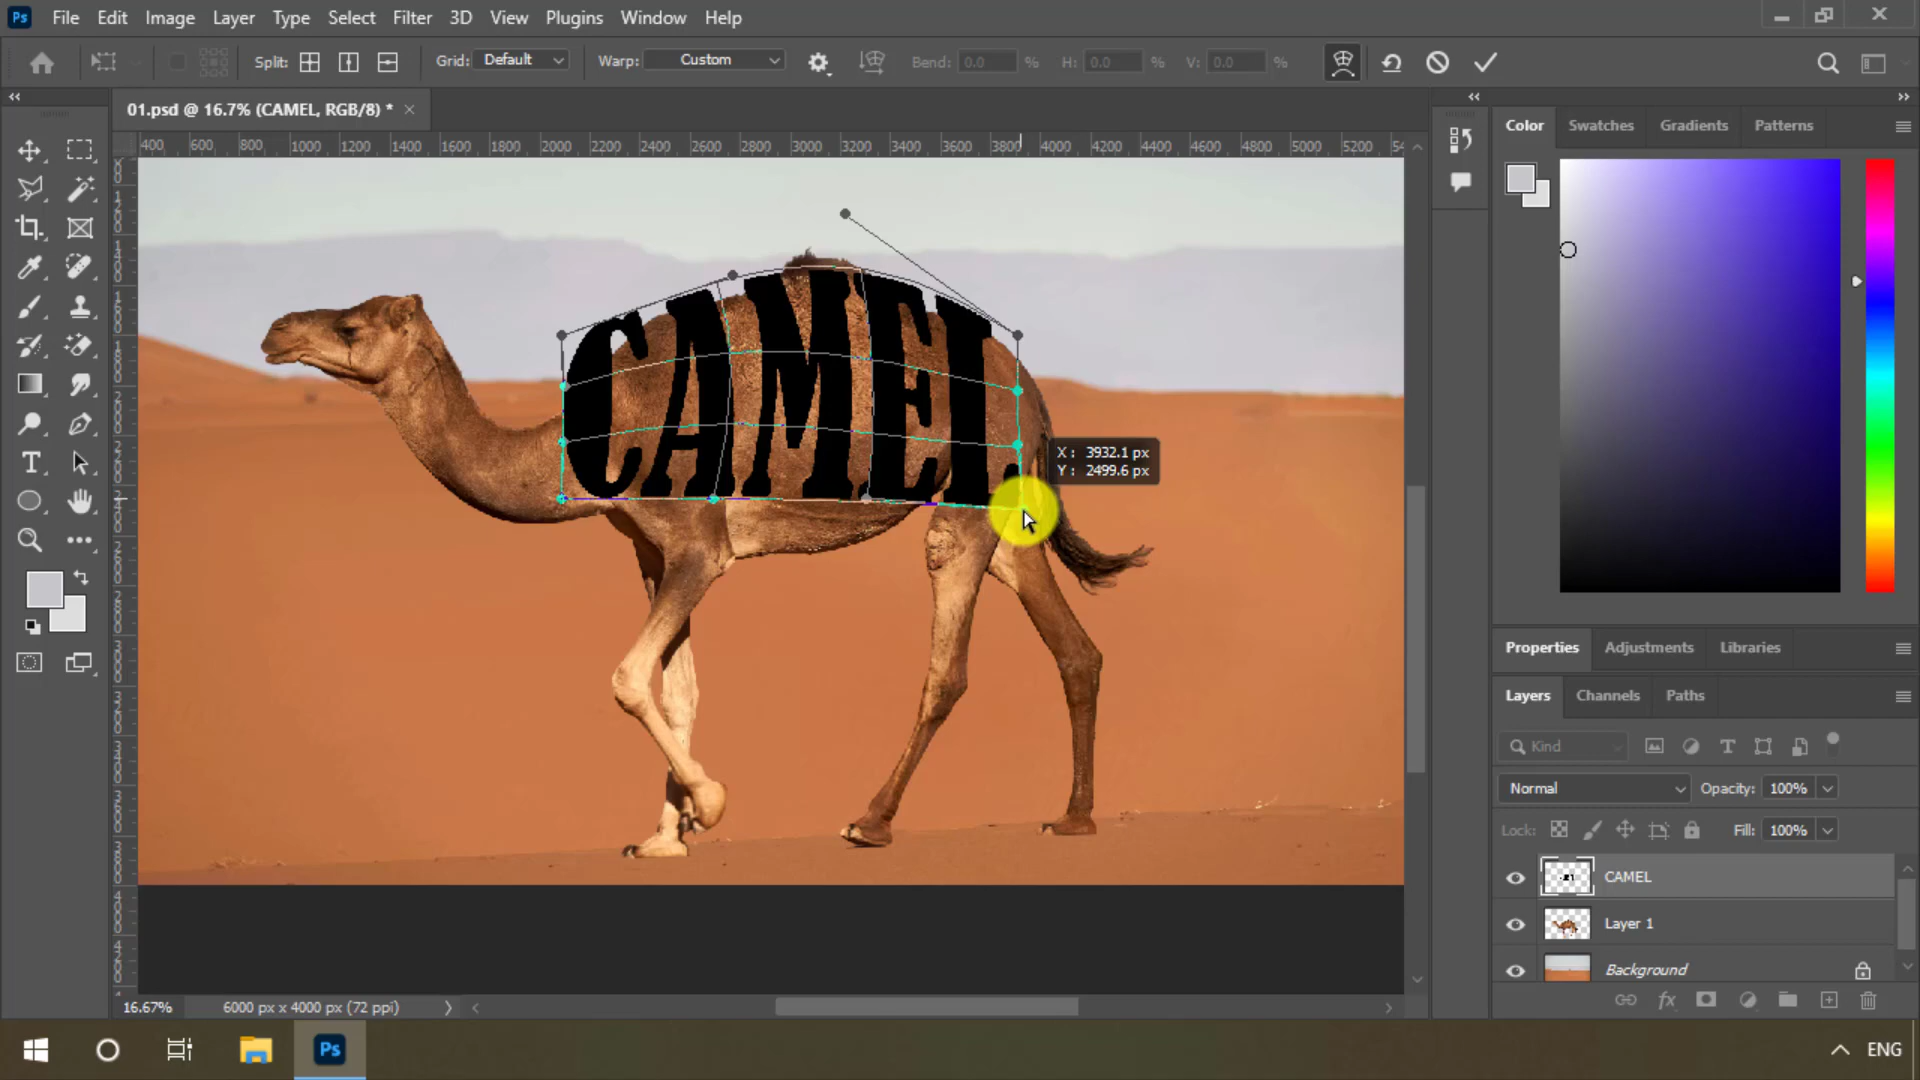 Ps File Edit Image Layer Type Select Filter 3D View Plugins Window Help
Split: Grid: Default Warp: Custom Bend: 0.0 % H: 0.0 % V: 0.0 %
01.psd @ 16.7% (CAMEL, RGB/8) *
400 600 800 1000 1200 1400 1600 1800 2000 2200 2400 2600 2800 3000 3200 3400 3600 3800 4000 4200 4400 4600 4800 5000 5200
CAMEL
X: 3932.1 px
Y: 2499.6 px
16.67% 6000 px x 4000 px (72 ppi)
Color Swatches Gradients Patterns
Properties Adjustments Libraries
Layers Channels Paths
Kind
Normal Opacity: 100%
Lock: Fill: 100%
CAMEL
Layer 1
Background
Ps ENG